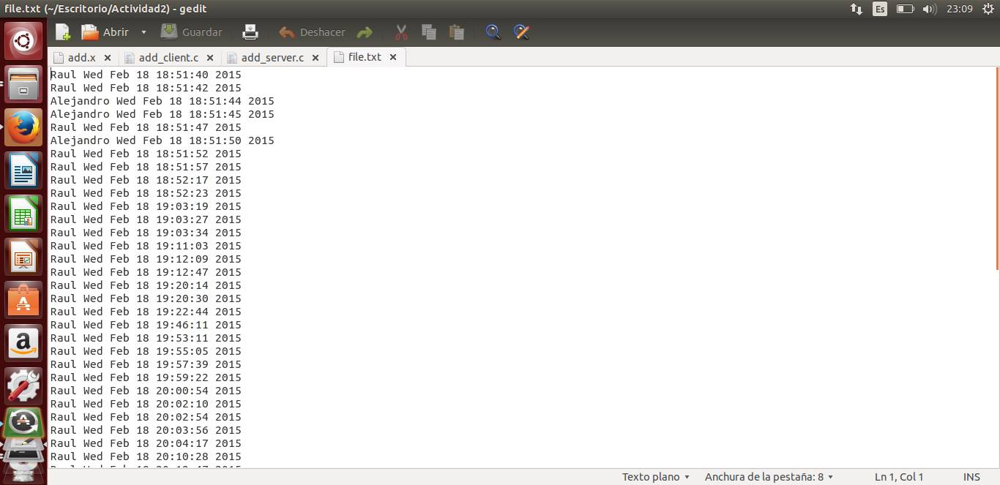 file.txt (~/Escritorio/Actividad2) - gedit
Es
23:09
Abrir
Guardar
Deshacer
add.x
add_client.c
add_server.c
file.txt
Raul Wed Feb 18 18:51:40 2015
Raul Wed Feb 18 18:51:42 2015
Alejandro Wed Feb 18 18:51:44 2015
Alejandro Wed Feb 18 18:51:45 2015
Raul Wed Feb 18 18:51:47 2015
Alejandro Wed Feb 18 18:51:50 2015
Raul Wed Feb 18 18:51:52 2015
Raul Wed Feb 18 18:51:57 2015
Raul Wed Feb 18 18:52:17 2015
Raul Wed Feb 18 18:52:23 2015
Raul Wed Feb 18 19:03:19 2015
Raul Wed Feb 18 19:03:27 2015
Raul Wed Feb 18 19:03:34 2015
Raul Wed Feb 18 19:11:03 2015
Raul Wed Feb 18 19:12:09 2015
Raul Wed Feb 18 19:12:47 2015
Raul Wed Feb 18 19:20:14 2015
Raul Wed Feb 18 19:20:30 2015
Raul Wed Feb 18 19:22:44 2015
Raul Wed Feb 18 19:46:11 2015
Raul Wed Feb 18 19:53:11 2015
Raul Wed Feb 18 19:55:05 2015
Raul Wed Feb 18 19:57:39 2015
Raul Wed Feb 18 19:59:22 2015
Raul Wed Feb 18 20:00:54 2015
Raul Wed Feb 18 20:02:10 2015
Raul Wed Feb 18 20:02:54 2015
Raul Wed Feb 18 20:03:56 2015
Raul Wed Feb 18 20:04:17 2015
Raul Wed Feb 18 20:10:28 2015
Texto plano
Anchura de la pestaña: 8
Ln 1, Col 1
INS